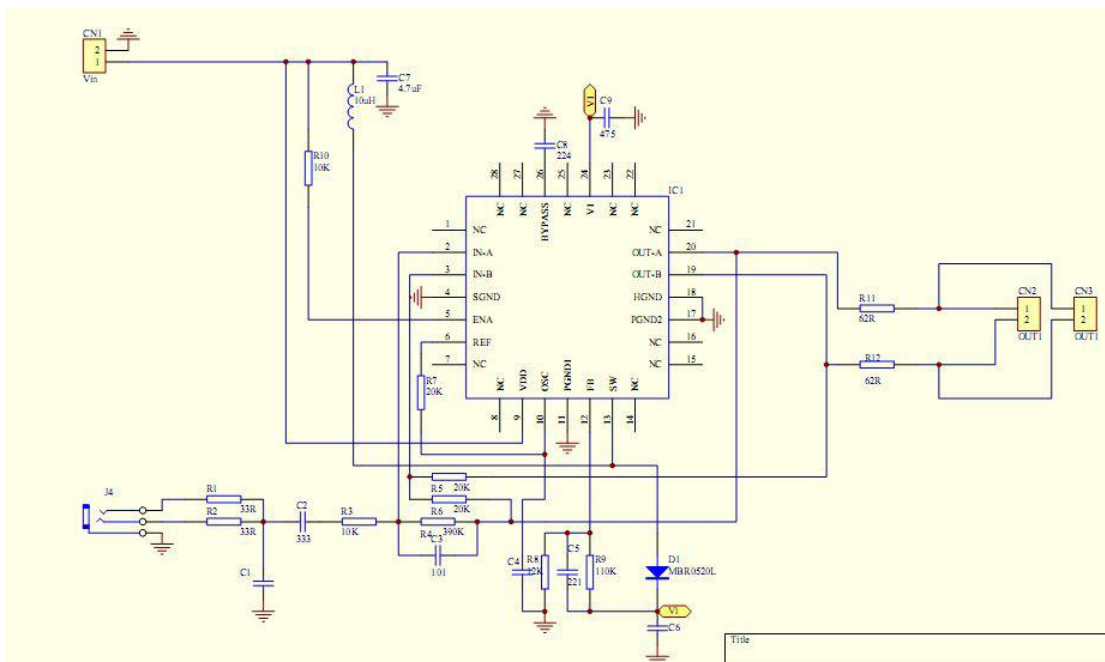 CN1
2
1
Vin
L1
10uH
C7
4.7uF
R10
10K
C8
224
V1
C9
475
IC1
28
27
26
25
24
23
22
NC
NC
BYPASS
NC
V1
NC
NC
1
NC
2
IN-A
3
IN-B
4
SGND
5
ENA
6
REF
7
NC
NC
21
OUT-A
20
OUT-B
19
HGND
18
PGND2
17
NC
16
NC
15
NC
VDD
OSC
PGND1
FB
SW
NC
8
9
10
11
12
13
14
R7
20K
R11
62R
R12
62R
CN2
1
2
OUT1
CN3
1
2
OUT1
J4
R1
33R
R2
33R
C1
C2
333
R3
10K
20K
R5
20K
R6
390K
R4
C3
101
C4
R8
12K
C5
221
R9
110K
D1
MBR0520L
V1
C6
Title